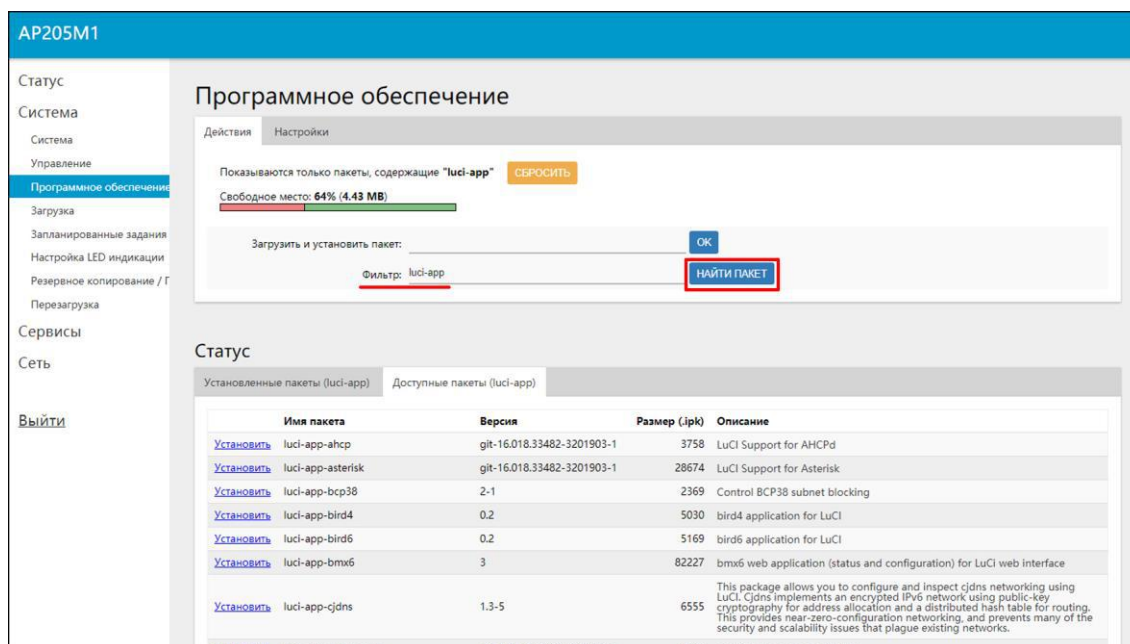 AP205M1
Статус
Система
Система
Управление
Программное обеспечение
Загрузка
Запланированные задания
Настройка LED индикации
Резервное копирование / П
Перезагрузка
Сервисы
Сеть
Выйти
Программное обеспечение
Действия Настройки
Показываются только пакеты, содержащие "luci-app" СБРОСИТЬ
Свободное место: 64% (4.43 MB)
Загрузить и установить пакет: OK
Фильтр: luci-app НАЙТИ ПАКЕТ
Статус
Установленные пакеты (luci-app) Доступные пакеты (luci-app)
Имя пакета Версия Размер (.ipk) Описание
Установить luci-app-ahcp git-16.018.33482-3201903-1 3758 LuCI Support for AHCPd
Установить luci-app-asterisk git-16.018.33482-3201903-1 28674 LuCI Support for Asterisk
Установить luci-app-bcp38 2-1 2369 Control BCP38 subnet blocking
Установить luci-app-bird4 0.2 5030 bird4 application for LuCI
Установить luci-app-bird6 0.2 5169 bird6 application for LuCI
Установить luci-app-bmx6 3 82227 bmx6 web application (status and configuration) for LuCi web interface
This package allows you to configure and inspect cjdns networking using
LuCI. Cjdns implements an encrypted IPv6 network using public-key
Установить luci-app-cjdns 1.3-5 6555 cryptography for address allocation and a distributed hash table for routing.
This provides near-zero-configuration networking, and prevents many of the
security and scalability issues that plague existing networks.